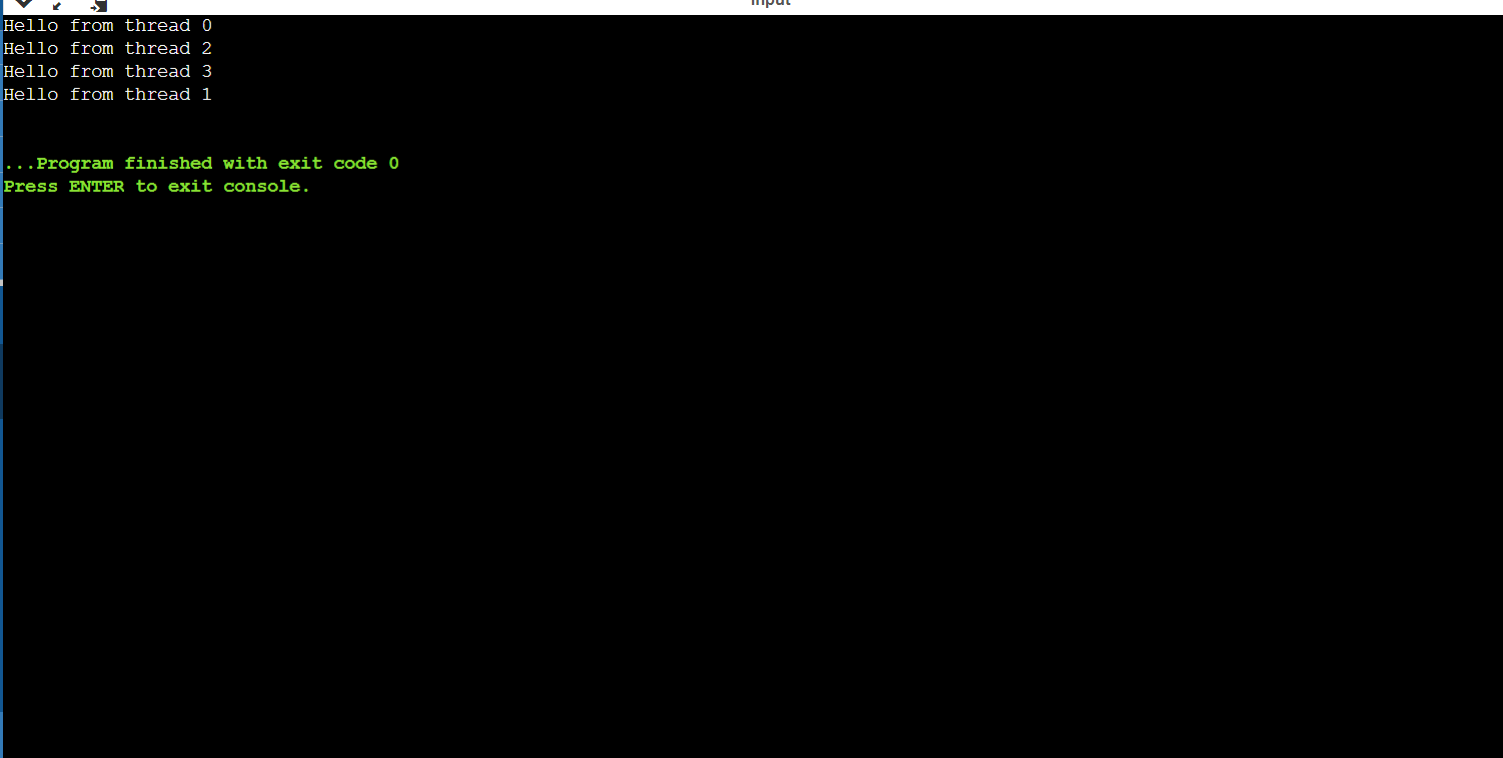 input
Hello from thread 0
Hello from thread 2
Hello from thread 3
Hello from thread 1
...Program finished with exit code 0
Press ENTER to exit console.